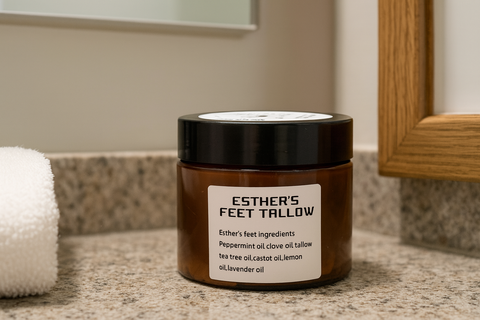 ESTHER'S
FEET TALLOW
Esther's feet ingredients
Peppermint oil clove oil tallow
tea tree oil,castot oil,lemon
oil,lavender oil